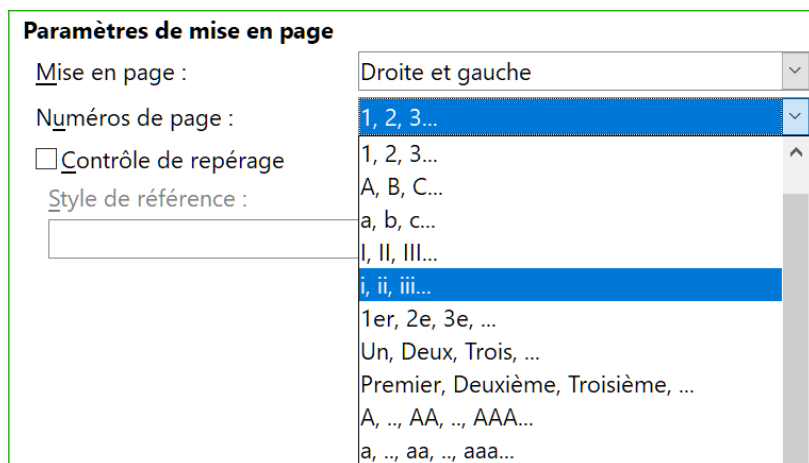 Paramètres de mise en page
Mise en page : Droite et gauche
Numéros de page : 1, 2, 3...
Contrôle de repérage
Style de référence :
1, 2, 3...
A, B, C...
a, b, c...
I, II, III...
i, ii, iii...
1er, 2e, 3e, ...
Un, Deux, Trois, ...
Premier, Deuxième, Troisième, ...
A, .., AA, .., AAA...
a, .., aa, .., aaa...